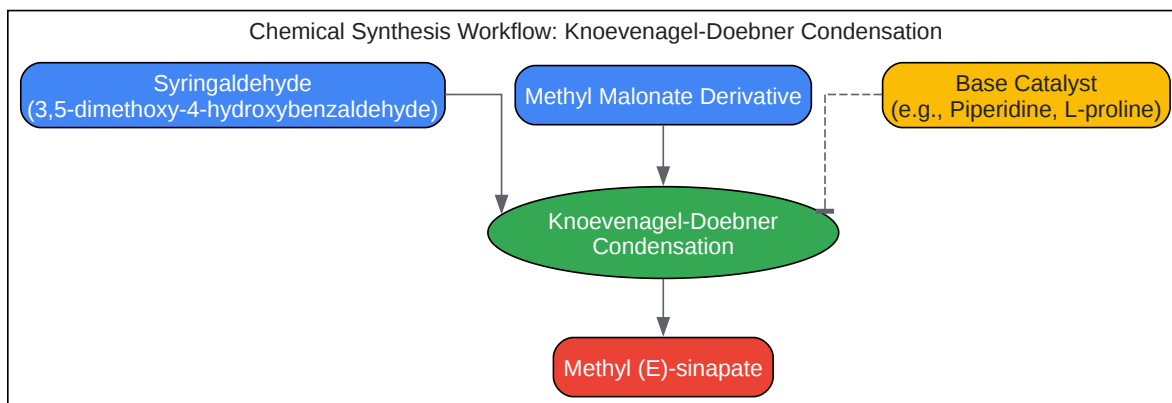 Chemical Synthesis Workflow: Knoevenagel-Doebner Condensation
Syringaldehyde
(3,5-dimethoxy-4-hydroxybenzaldehyde)
Methyl Malonate Derivative
Base Catalyst
(e.g., Piperidine, L-proline)
Knoevenagel-Doebner
Condensation
Methyl (E)-sinapate